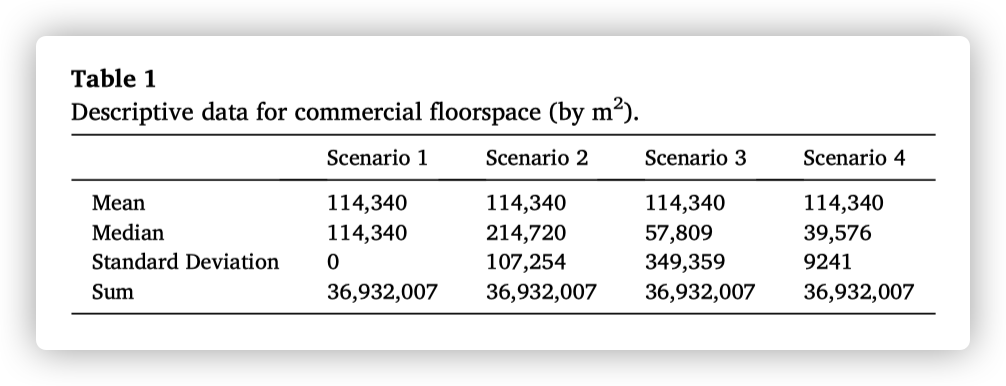 Table 1
Descriptive data for commercial floorspace (by m²).
Scenario 1 Scenario 2 Scenario 3 Scenario 4
Mean 114,340 114,340 114,340 114,340
Median 114,340 214,720 57,809 39,576
Standard Deviation 0 107,254 349,359 9241
Sum 36,932,007 36,932,007 36,932,007 36,932,007